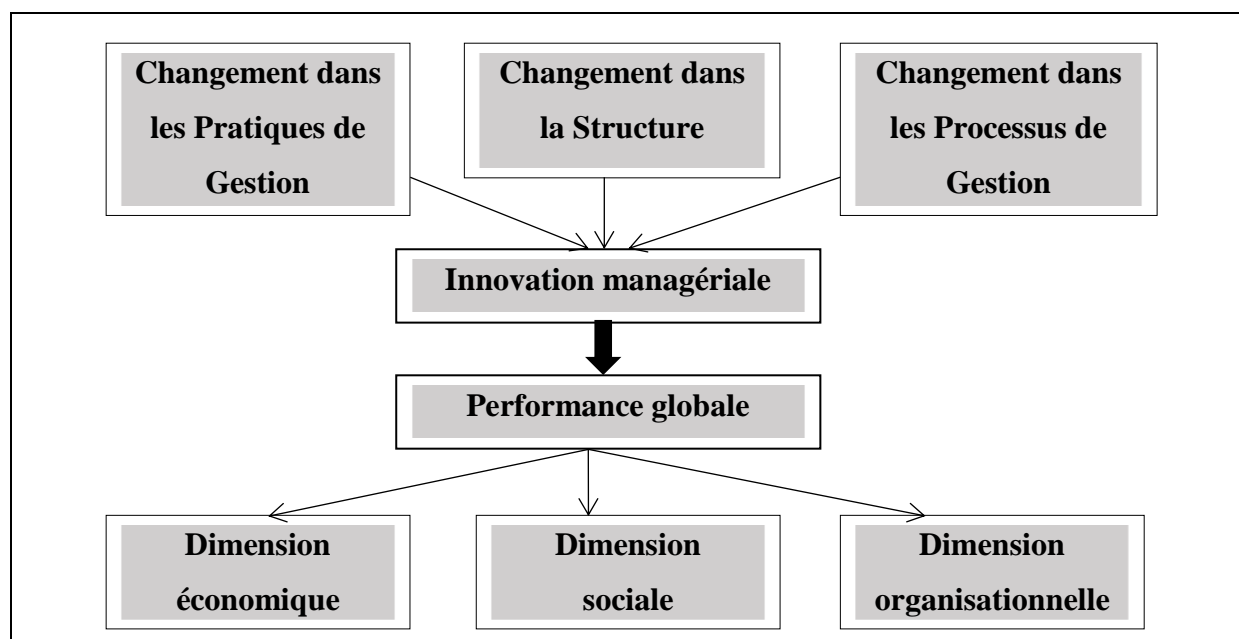 Changement dans
les Pratiques de
Gestion
Changement dans
la Structure
Changement dans
les Processus de
Gestion
Innovation managériale
Performance globale
Dimension
économique
Dimension
sociale
Dimension
organisationnelle